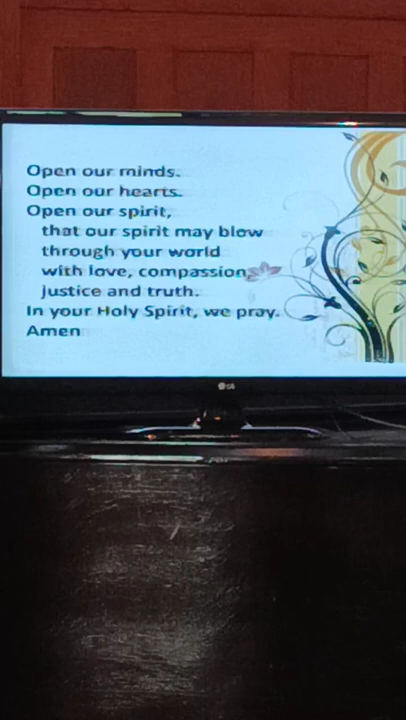 Open our minds.
Open our hearts.
Open our spirit,
that our spirit may blow
through your world
with love, compassion,
justice and truth.
In your Holy Spirit, we pray.
Amen
LG